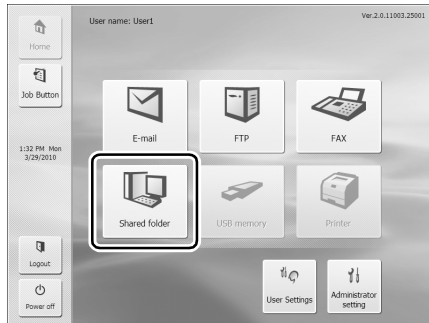 User name: User1
Ver.2.0.11003.25001
Home
Job Button
1:32 PM Mon
3/29/2010
E-mail
FTP
FAX
Shared folder
USB memory
Printer
Logout
Power off
User Settings
Administrator
setting